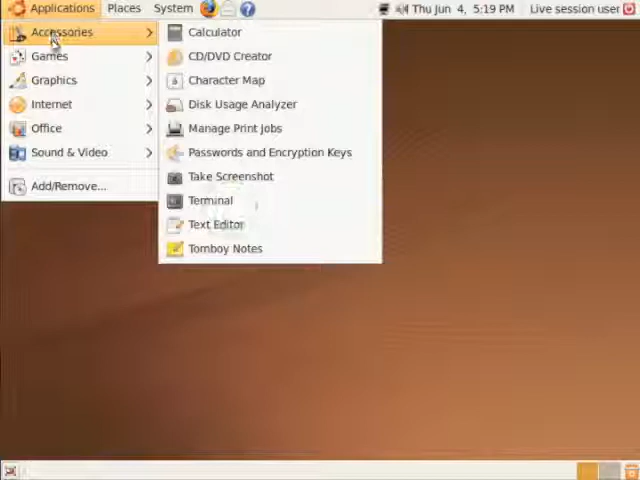 Applications Places System Thu Jun 4, 5:19 PM Live session user
Accessories
Games
Graphics
Internet
Office
Sound & Video
Add/Remove...
Calculator
CD/DVD Creator
Character Map
Disk Usage Analyzer
Manage Print Jobs
Passwords and Encryption Keys
Take Screenshot
Terminal
Text Editor
Tomboy Notes